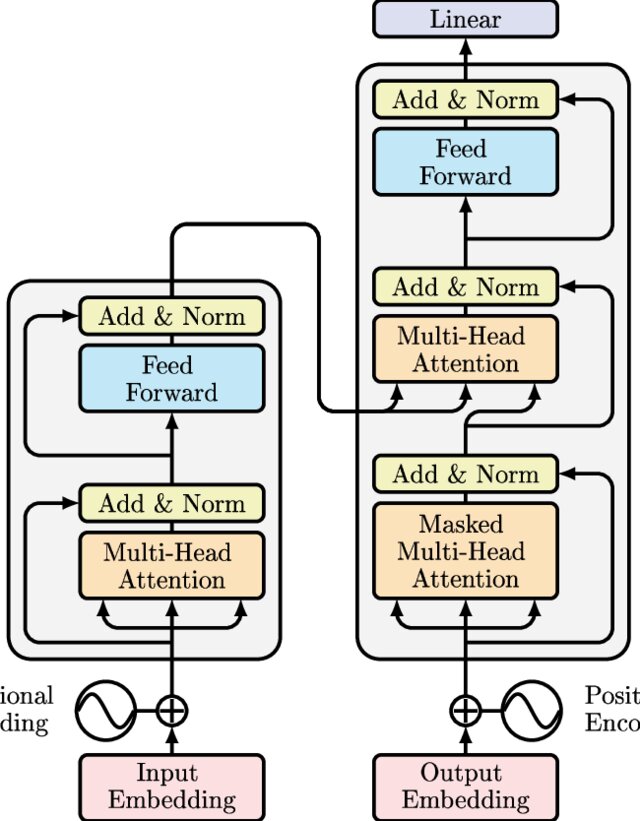 Linear
Add & Norm
Feed
Forward
Add & Norm
Multi-Head
Attention
Add & Norm
Masked
Multi-Head
Attention
Add & Norm
Feed
Forward
Add & Norm
Multi-Head
Attention
ional
ding
Posit
Enco
Input
Embedding
Output
Embedding